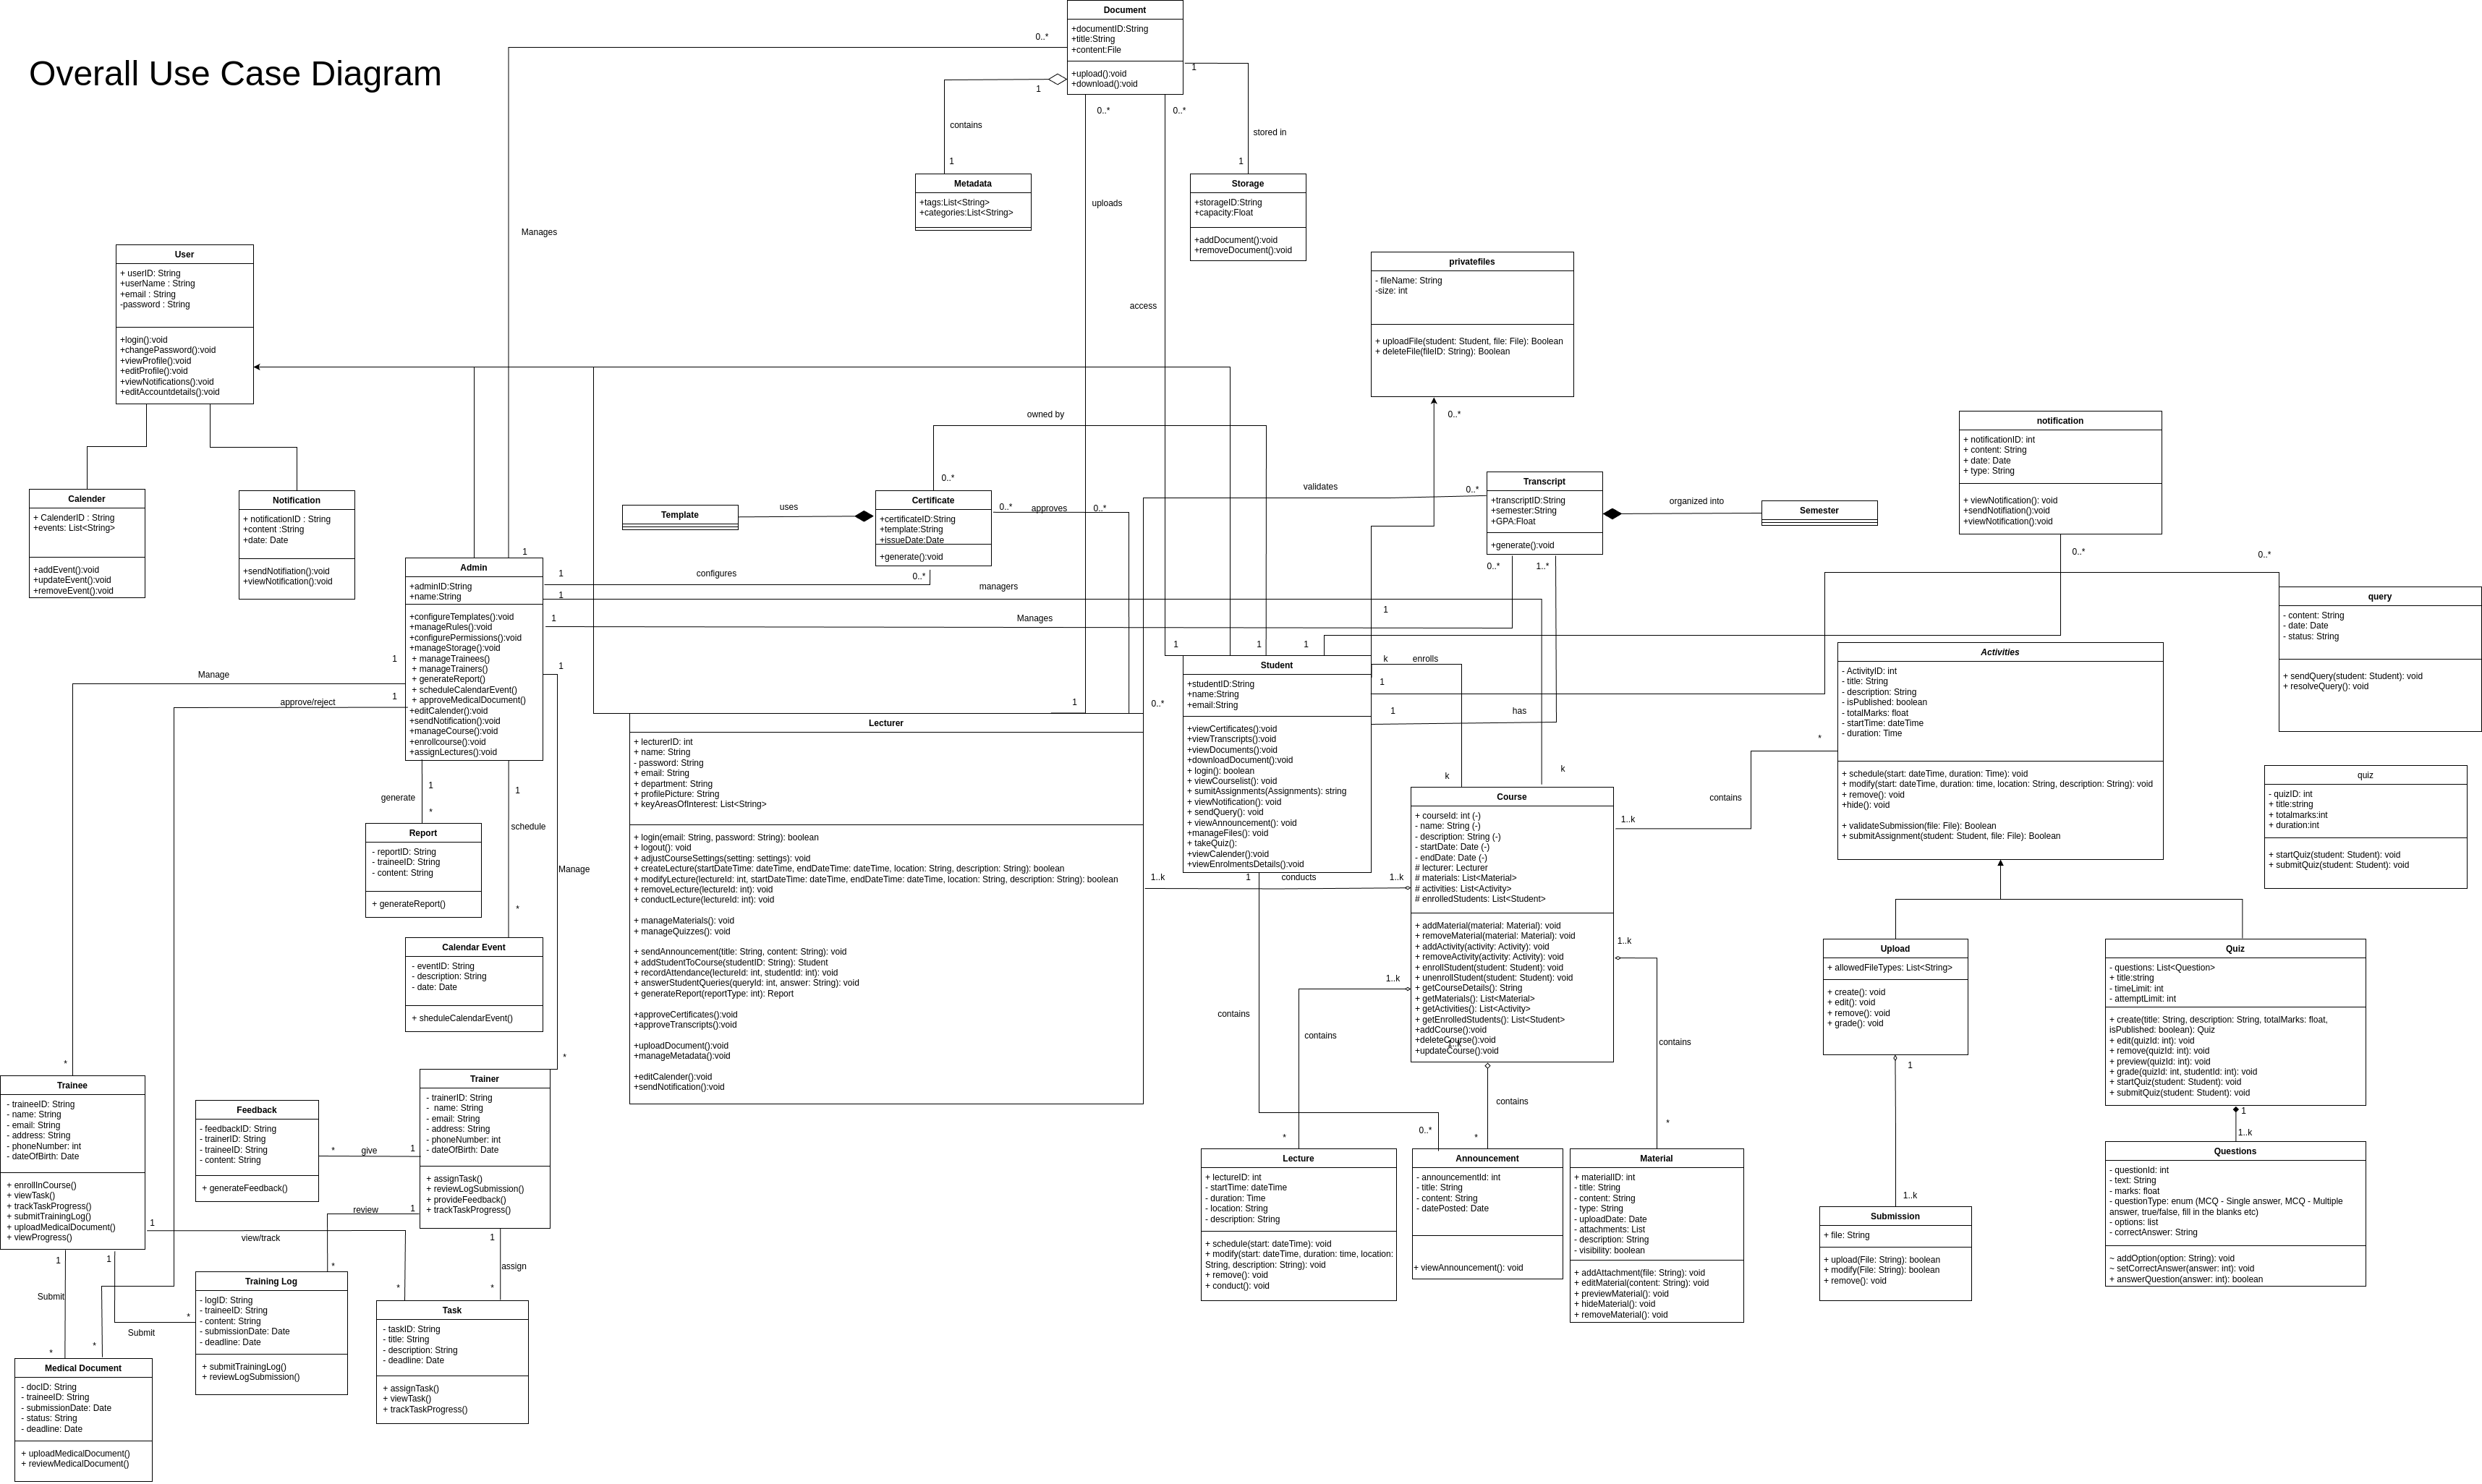 Overall Use Case Diagram
Document
+documentID:String
+title:String
+content:File
+upload():void
+download():void
0..*
1
contains
1
0..*
0..*
1
stored in
1
Metadata
+tags:List<String>
+categories:List<String>
Storage
+storageID:String
+capacity:Float
+addDocument():void
+removeDocument():void
uploads
access
Manages
User
+ userID: String
+userName : String
+email : String
-password : String
+login():void
+changePassword():void
+viewProfile():void
+editProfile():void
+viewNotifications():void
+editAccountdetails():void
privatefiles
- fileName: String
-size: int
+ uploadFile(student: Student, file: File): Boolean
+ deleteFile(fileID: String): Boolean
0..*
owned by
0..*
Calender
+ CalenderID : String
+events: List<String>
+addEvent():void
+updateEvent():void
+removeEvent():void
Notification
+ notificationID : String
+content :String
+date: Date
+sendNotifiation():void
+viewNotification():void
Template
uses
Certificate
+certificateID:String
+template:String
+issueDate:Date
+generate():void
0..*
approves
0..*
0..*
validates
0..*
Transcript
+transcriptID:String
+semester:String
+GPA:Float
+generate():void
organized into
Semester
notification
+ notificationID: int
+ content: String
+ date: Date
+ type: String
+ viewNotification(): void
+sendNotifiation():void
+viewNotification():void
0..*
0..*
query
- content: String
- date: Date
- status: String
+ sendQuery(student: Student): void
+ resolveQuery(): void
1
Admin
+adminID:String
+name:String
+configureTemplates():void
+manageRules():void
+configurePermissions():void
+manageStorage():void
+ manageTrainees()
+ manageTrainers()
+ generateReport()
+ scheduleCalendarEvent()
+ approveMedicalDocument()
+editCalender():void
+sendNotification():void
+manageCourse():void
+enrollcourse():void
+assignLectures():void
1
configures
1
managers
1
Manages
1
0..*
1..*
1
1
Manage
1
approve/reject
1
1
1
1
k
enrolls
1
1
has
k
k
0..*
Student
+studentID:String
+name:String
+email:String
+viewCertificates():void
+viewTranscripts():void
+viewDocuments():void
+downloadDocument():void
+ login(): boolean
+ viewCourselist(): void
+ sumitAssignments(Assignments): string
+ viewNotification(): void
+ sendQuery(): void
+ viewAnnouncement(): void
+manageFiles(): void
+ takeQuiz():
+viewCalender():void
+viewEnrolmentsDetails():void
Lecturer
+ lecturerID: int
+ name: String
- password: String
+ email: String
+ department: String
+ profilePicture: String
+ keyAreasOfInterest: List<String>
+ login(email: String, password: String): boolean
+ logout(): void
+ adjustCourseSettings(setting: settings): void
+ createLecture(startDateTime: dateTime, endDateTime: dateTime, location: String, description: String): boolean
+ modifyLecture(lectureId: int, startDateTime: dateTime, endDateTime: dateTime, location: String, description: String): boolean
+ removeLecture(lectureId: int): void
+ conductLecture(lectureId: int): void
+ manageMaterials(): void
+ manageQuizzes(): void
+ sendAnnouncement(title: String, content: String): void
+ addStudentToCourse(studentID: String): Student
+ recordAttendance(lectureId: int, studentId: int): void
+ answerStudentQueries(queryId: int, answer: String): void
+ generateReport(reportType: int): Report
+approveCertificates():void
+approveTranscripts():void
+uploadDocument():void
+manageMetadata():void
+editCalender():void
+sendNotification():void
1..k
1
conducts
1..k
Course
+ courseId: int (-)
- name: String (-)
- description: String (-)
- startDate: Date (-)
- endDate: Date (-)
# lecturer: Lecturer
# materials: List<Material>
# activities: List<Activity>
# enrolledStudents: List<Student>
+ addMaterial(material: Material): void
+ removeMaterial(material: Material): void
+ addActivity(activity: Activity): void
+ removeActivity(activity: Activity): void
+ enrollStudent(student: Student): void
+ unenrollStudent(student: Student): void
+ getCourseDetails(): String
+ getMaterials(): List<Material>
+ getActivities(): List<Activity>
+ getEnrolledStudents(): List<Student>
+addCourse():void
+deleteCourse():void
+updateCourse():void
1..k
1..k
contains
*
1..k
1..k
Activities
- ActivityID: int
- title: String
- description: String
- isPublished: boolean
- totalMarks: float
- startTime: dateTime
- duration: Time
+ schedule(start: dateTime, duration: Time): void
+ modify(start: dateTime, duration: time, location: String, description: String): void
+ remove(): void
+hide(): void
+ validateSubmission(file: File): Boolean
+ submitAssignment(student: Student, file: File): Boolean
quiz
- quizID: int
+ title:string
+ totalmarks:int
+ duration:int
+ startQuiz(student: Student): void
+ submitQuiz(student: Student): void
generate
1
*
1
schedule
*
Manage
*
Report
- reportID: String
- traineeID: String
- content: String
+ generateReport()
Calendar Event
- eventID: String
- description: String
- date: Date
+ sheduleCalendarEvent()
Upload
+ allowedFileTypes: List<String>
+ create(): void
+ edit(): void
+ remove(): void
+ grade(): void
1
1..k
Quiz
- questions: List<Question>
+ title:string
- timeLimit: int
- attemptLimit: int
+ create(title: String, description: String, totalMarks: float,
isPublished: boolean): Quiz
+ edit(quizId: int): void
+ remove(quizId: int): void
+ preview(quizId: int): void
+ grade(quizId: int, studentId: int): void
+ startQuiz(student: Student): void
+ submitQuiz(student: Student): void
1
1..k
Questions
- questionId: int
- text: String
- marks: float
- questionType: enum (MCQ - Single answer, MCQ - Multiple
answer, true/false, fill in the blanks etc)
- options: list
- correctAnswer: String
~ addOption(option: String): void
~ setCorrectAnswer(answer: int): void
+ answerQuestion(answer: int): boolean
Submission
+ file: String
+ upload(File: String): boolean
+ modify(File: String): boolean
+ remove(): void
contains
contains
contains
contains
*
0..*
*
*
Lecture
+ lectureID: int
- startTime: dateTime
- duration: Time
- location: String
- description: String
+ schedule(start: dateTime): void
+ modify(start: dateTime, duration: time, location:
String, description: String): void
+ remove(): void
+ conduct(): void
Announcement
- announcementId: int
- title: String
- content: String
- datePosted: Date
+ viewAnnouncement(): void
Material
+ materialID: int
- title: String
- content: String
- type: String
- uploadDate: Date
- attachments: List
- description: String
- visibility: boolean
+ addAttachment(file: String): void
+ editMaterial(content: String): void
+ previewMaterial(): void
+ hideMaterial(): void
+ removeMaterial(): void
*
Trainee
- traineeID: String
- name: String
- email: String
- address: String
- phoneNumber: int
- dateOfBirth: Date
+ enrollInCourse()
+ viewTask()
+ trackTaskProgress()
+ submitTrainingLog()
+ uploadMedicalDocument()
+ viewProgress()
Feedback
- feedbackID: String
- trainerID: String
- traineeID: String
- content: String
+ generateFeedback()
*
give
1
Trainer
- trainerID: String
- name: String
- email: String
- address: String
- phoneNumber: int
- dateOfBirth: Date
+ assignTask()
+ reviewLogSubmission()
+ provideFeedback()
+ trackTaskProgress()
review
1
*
1
view/track
*
1
assign
*
1
Submit
*
1
Submit
*
*
Training Log
- logID: String
- traineeID: String
- content: String
- submissionDate: Date
- deadline: Date
+ submitTrainingLog()
+ reviewLogSubmission()
Task
- taskID: String
- title: String
- description: String
- deadline: Date
+ assignTask()
+ viewTask()
+ trackTaskProgress()
Medical Document
- docID: String
- traineeID: String
- submissionDate: Date
- status: String
- deadline: Date
+ uploadMedicalDocument()
+ reviewMedicalDocument()